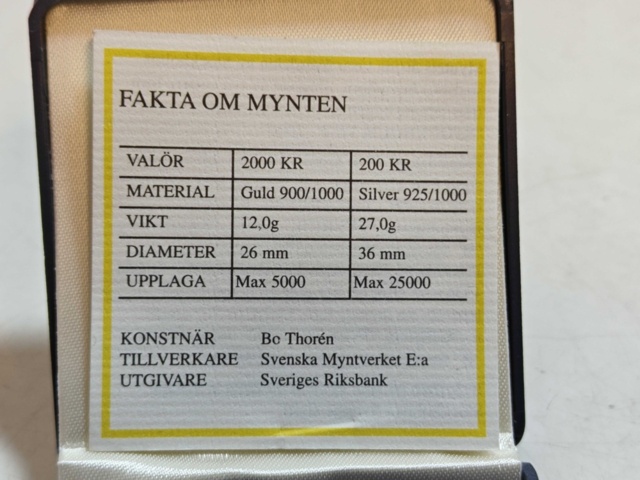 FAKTA OM MYNTEN
VALÖR 2000 KR 200 KR
MATERIAL Guld 900/1000 Silver 925/1000
VIKT 12,0g 27,0g
DIAMETER 26 mm 36 mm
UPPLAGA Max 5000 Max 25000
KONSTNÄR Bo Thorén
TILLVERKARE Svenska Myntverket E:a
UTGIVARE Sveriges Riksbank